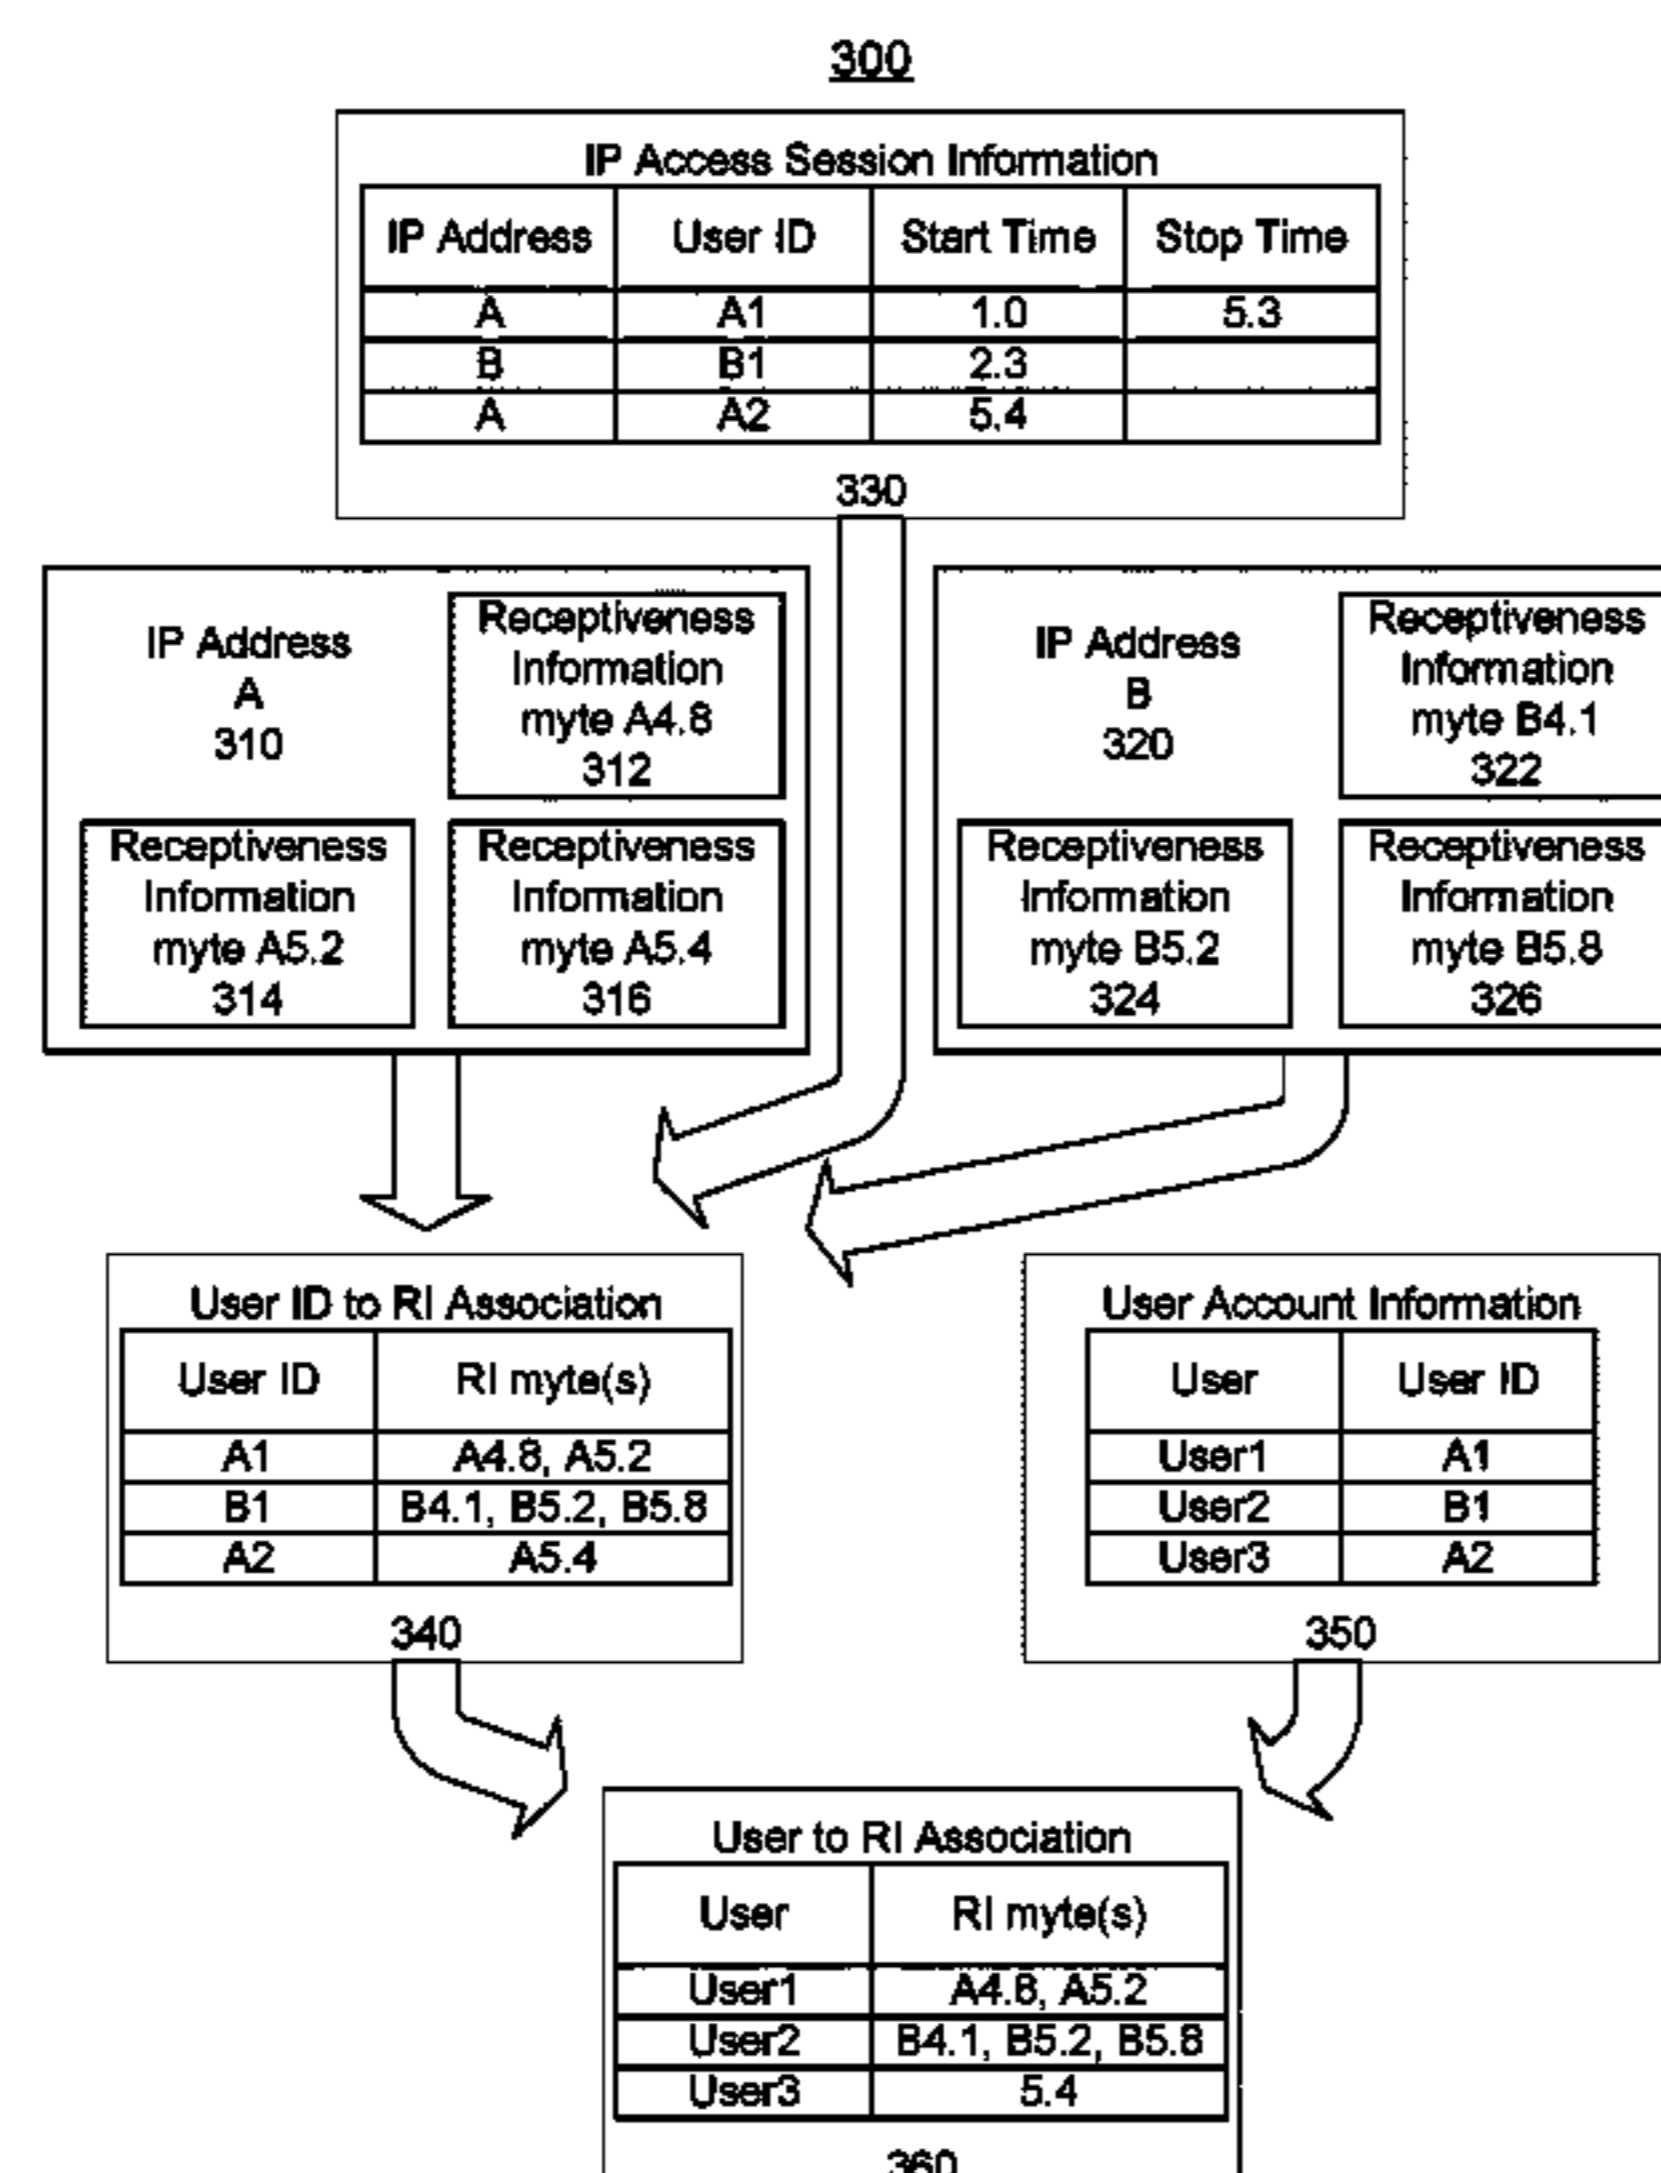 300
IP Access Session Information
IP Address User ID Start Time Stop Time
A A1 1.0 5.3
B B1 2.3
A A2 5.4
330
IP Address
A
310
Receptiveness
Information
myte A4.8
312
Receptiveness
Information
myte A5.2
314
Receptiveness
Information
myte A5.4
316
IP Address
B
320
Receptiveness
Information
myte B4.1
322
Receptiveness
Information
myte B5.2
324
Receptiveness
Information
myte B5.8
326
User ID to RI Association
User ID RI myte(s)
A1 A4.8, A5.2
B1 B4.1, B5.2, B5.8
A2 A5.4
340
User Account Information
User User ID
User1 A1
User2 B1
User3 A2
350
User to RI Association
User RI myte(s)
User1 A4.8, A5.2
User2 B4.1, B5.2, B5.8
User3 5.4
360